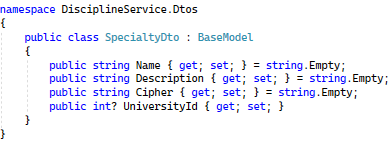 namespace DisciplineService.Dtos
{
    public class SpecialtyDto : BaseModel
    {
        public string Name { get; set; } = string.Empty;
        public string Description { get; set; } = string.Empty;
        public string Cipher { get; set; } = string.Empty;
        public int? UniversityId { get; set; }
    }
}